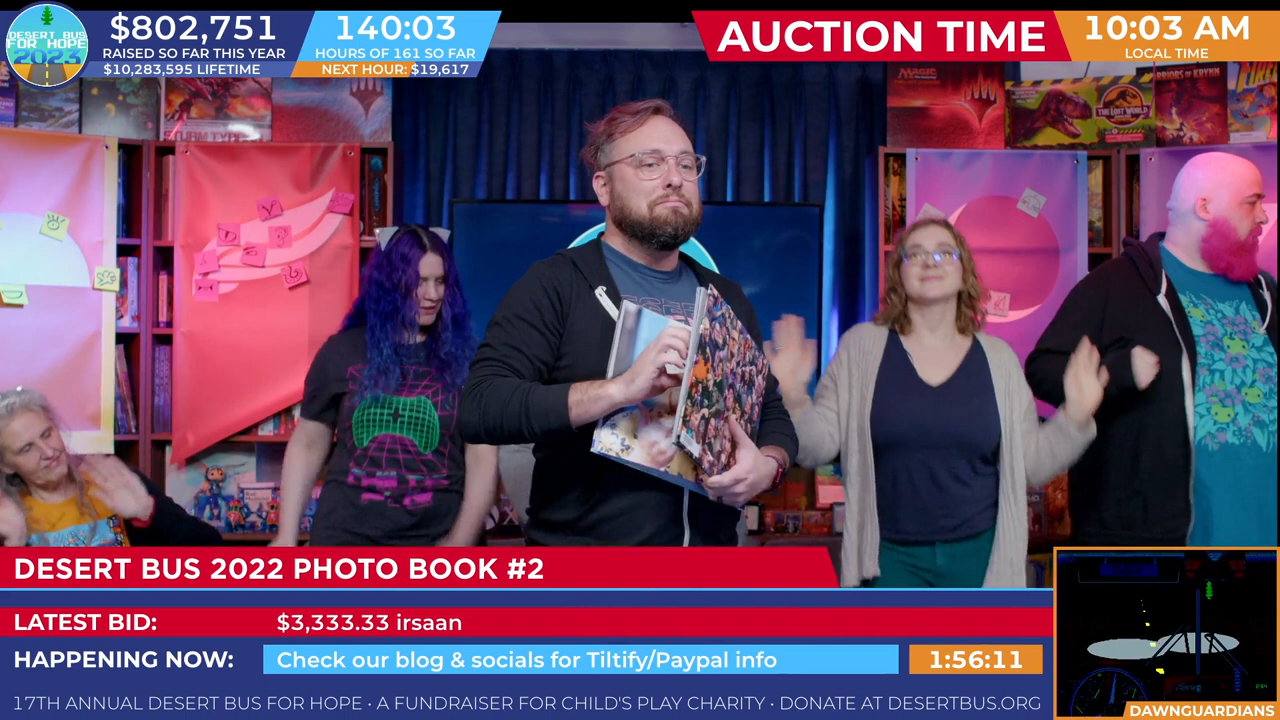 DESERT BUS
FOR HOPE
2023
$802,751
RAISED SO FAR THIS YEAR
$10,283,595 LIFETIME
140:03
HOURS OF 161 SO FAR
NEXT HOUR: $19,617
AUCTION TIME
10:03 AM
LOCAL TIME
MAGIC
THE LOST WORLD
JURASSIC PARK
DESERT BUS 2022 PHOTO BOOK #2
LATEST BID:
$3,333.33 irsaan
HAPPENING NOW:
Check our blog & socials for Tiltify/Paypal info
1:56:11
17TH ANNUAL DESERT BUS FOR HOPE • A FUNDRAISER FOR CHILD'S PLAY CHARITY • DONATE AT DESERTBUS.ORG
DAWNGUARDIANS